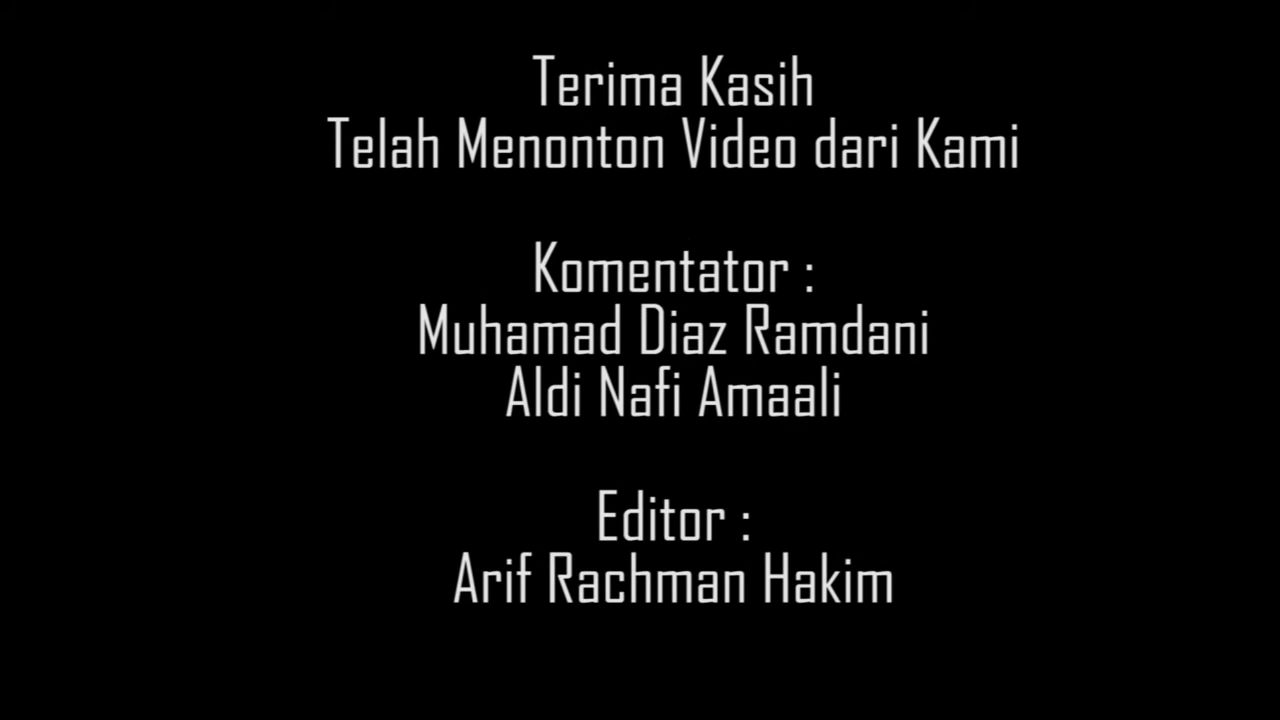 Terima Kasih
Telah Menonton Video dari Kami
Komentator :
Muhamad Diaz Ramdani
Aldi Nafi Amaali
Editor :
Arif Rachman Hakim